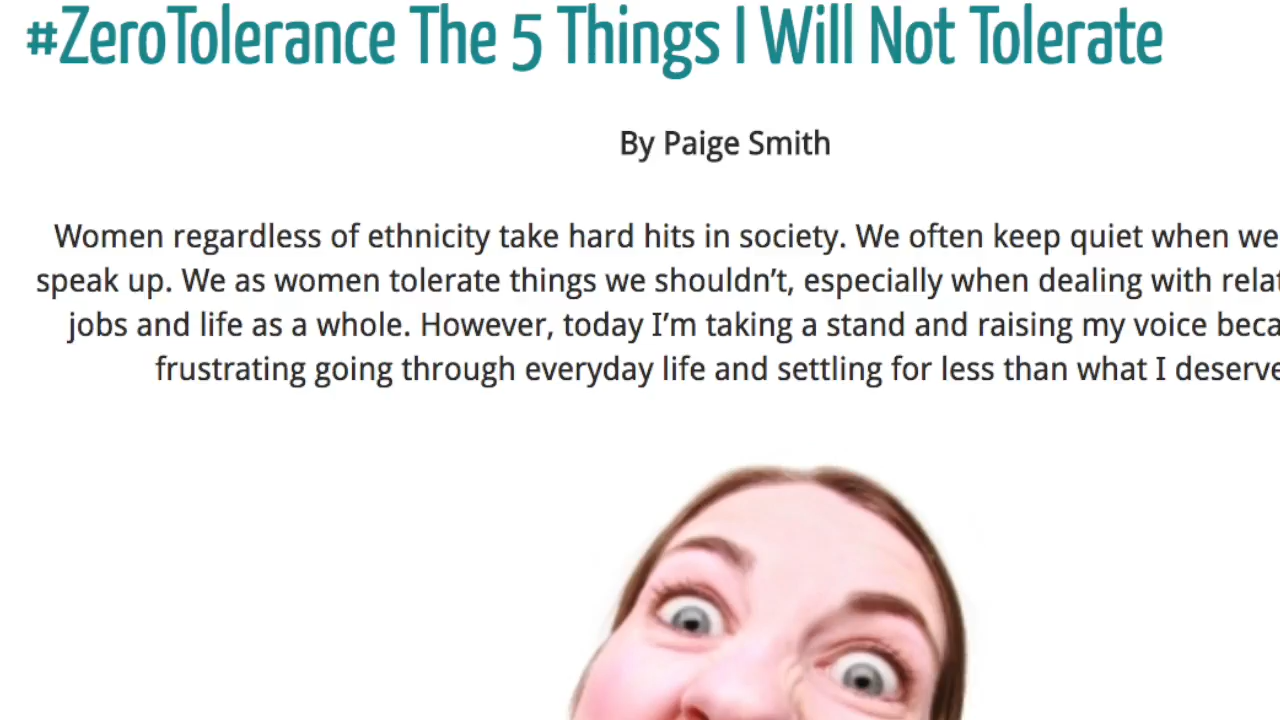 #ZeroTolerance The 5 Things I Will Not Tolerate
By Paige Smith
Women regardless of ethnicity take hard hits in society. We often keep quiet when we
speak up. We as women tolerate things we shouldn’t, especially when dealing with
jobs and life as a whole. However, today I’m taking a stand and raising my voice
frustrating going through everyday life and settling for less than what I deserve